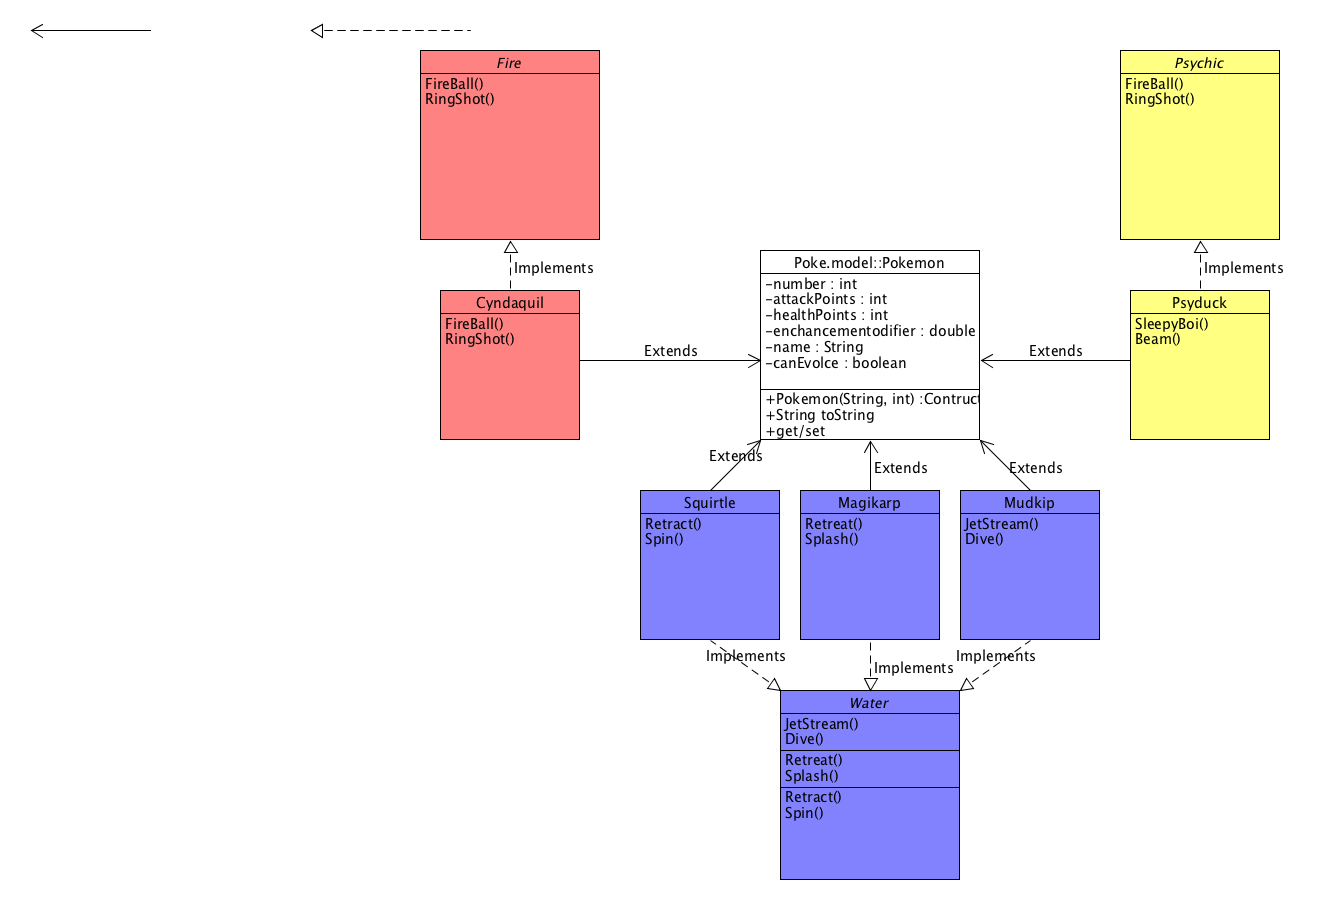 Fire
FireBall()
RingShot()
Psychic
FireBall()
RingShot()
Implements
Implements
Cyndaquil
FireBall()
RingShot()
Extends
Poke.model::Pokemon
-number : int
-attackPoints : int
-healthPoints : int
-enchancementodifier : double
-name : String
-canEvolce : boolean
+Pokemon(String, int) :Contruct
+String toString
+get/set
Extends
Psyduck
SleepyBoi()
Beam()
Extends
Extends
Extends
Squirtle
Retract()
Spin()
Magikarp
Retreat()
Splash()
Mudkip
JetStream()
Dive()
Implements
Implements
Implements
Water
JetStream()
Dive()
Retreat()
Splash()
Retract()
Spin()